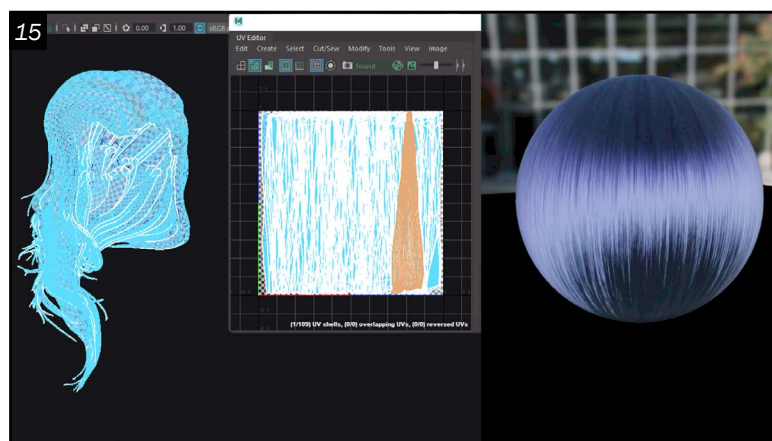 15
0.00 1.00 sRGB
UV Editor
Edit Create Select Cut/Sew Modify Tools View Image
found
(1/109) UV shells, (0/0) overlapping UVs, (0/0) reversed UVs